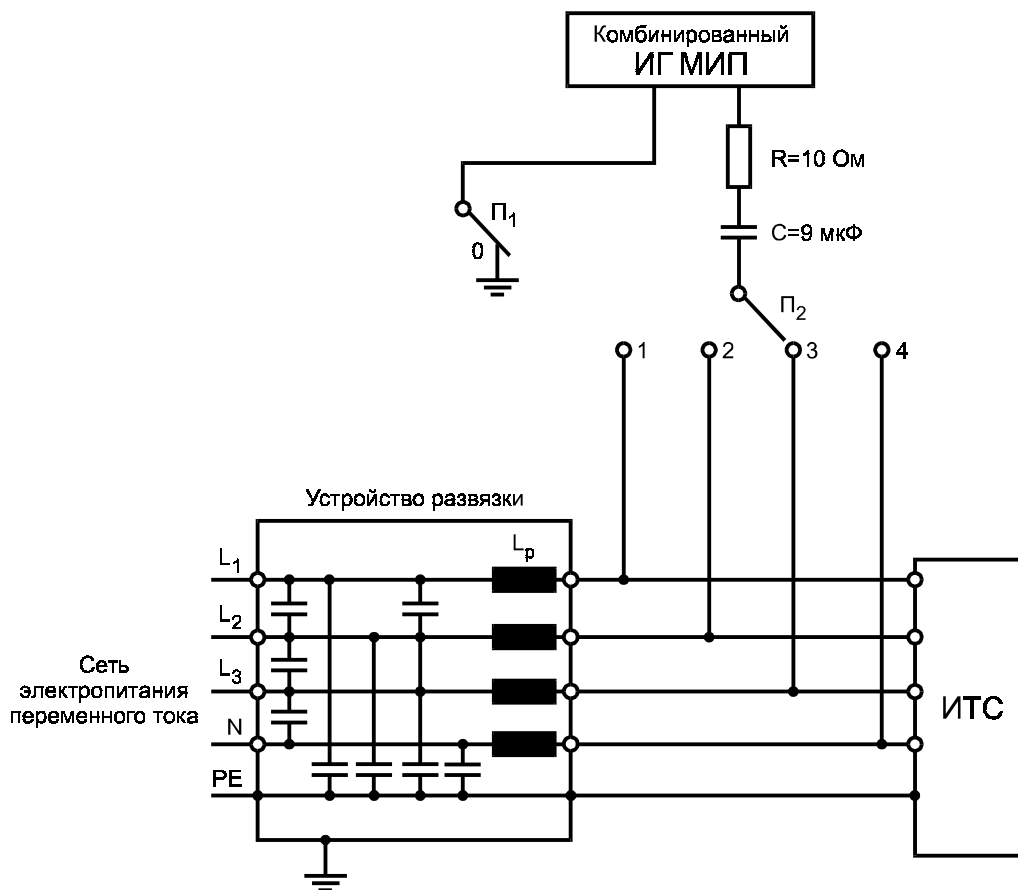 Комбинированный
ИГ МИП
R=10 Ом
П1
0
C=9 мкФ
П2
1
2
3
4
Устройство развязки
L1
Lр
L2
L3
Сеть
электропитания
переменного тока
N
ИТС
PE